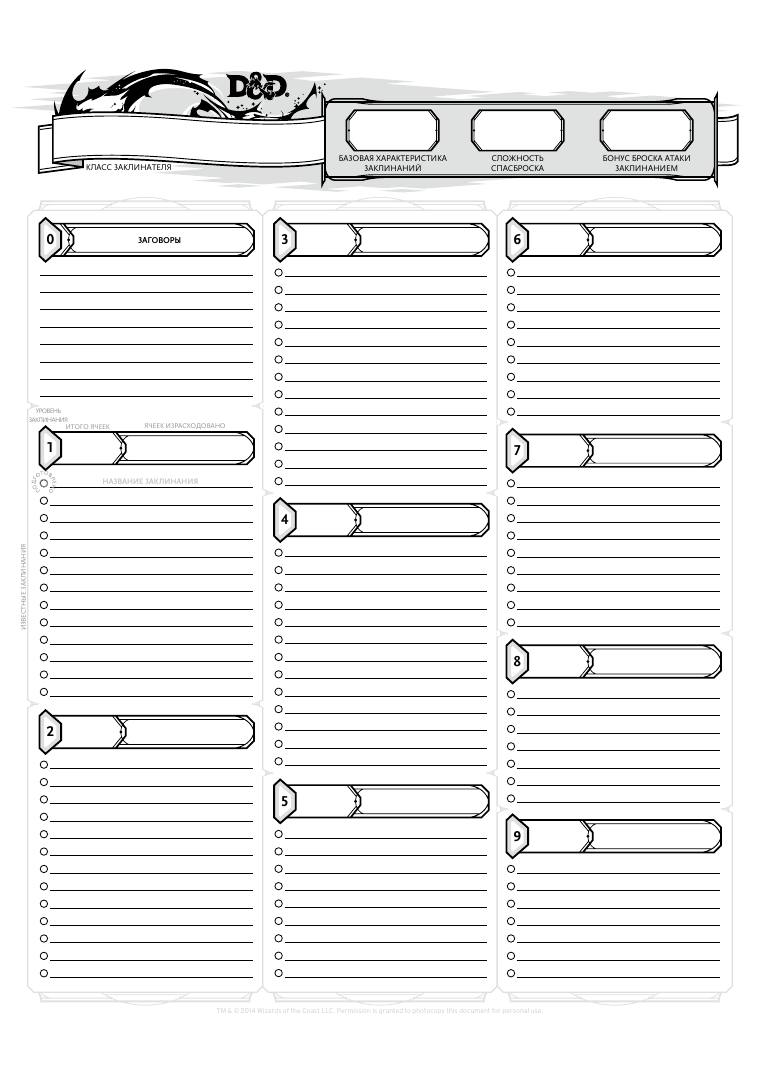 D&D®
КЛАСС ЗАКЛИНАТЕЛЯ
БАЗОВАЯ ХАРАКТЕРИСТИКА
ЗАКЛИНАНИЙ
СЛОЖНОСТЬ
СПАСБРОСКА
БОНУС БРОСКА АТАКИ
ЗАКЛИНАНИЕМ
0
ЗАГОВОРЫ
УРОВЕНЬ
ЗАКЛИНАНИЯ
ИТОГО ЯЧЕЕК
ЯЧЕЕК ИЗРАСХОДОВАНО
1
НАЗВАНИЕ ЗАКЛИНАНИЯ
ИЗВЕСТНЫЕ ЗАКЛИНАНИЯ
2
3
4
5
6
7
8
9
TM & © 2014 Wizards of the Coast LLC. Permission is granted to photocopy this document for personal use.